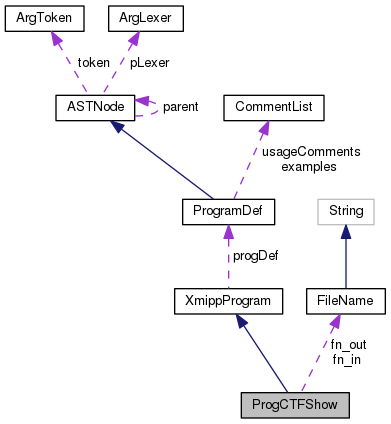 ArgToken
ArgLexer
token
pLexer
ASTNode
parent
CommentList
usageComments
examples
ProgramDef
String
progDef
XmippProgram
FileName
fn_out
fn_in
ProgCTFShow